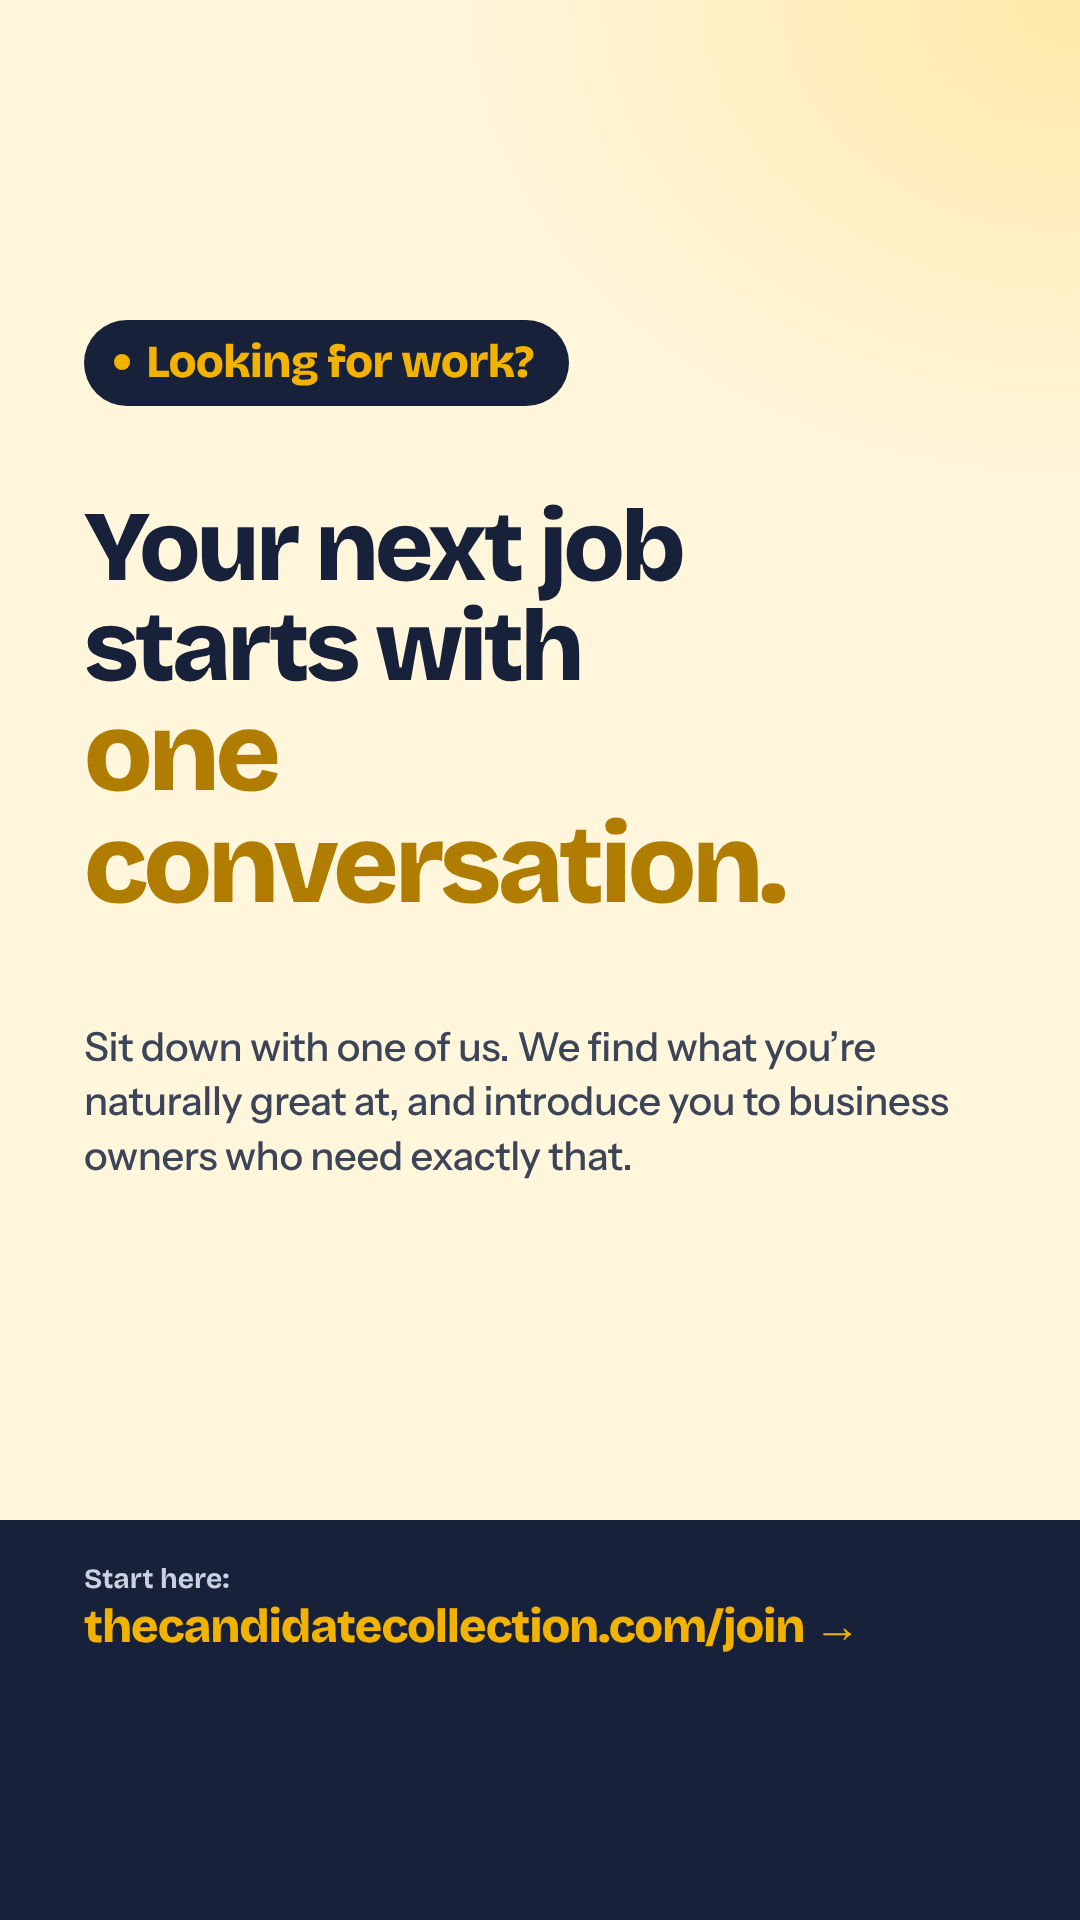 • Looking for work?
Your next job
starts with
one
conversation.
Sit down with one of us. We find what you’re
naturally great at, and introduce you to business
owners who need exactly that.
Start here:
thecandidatecollection.com/join →